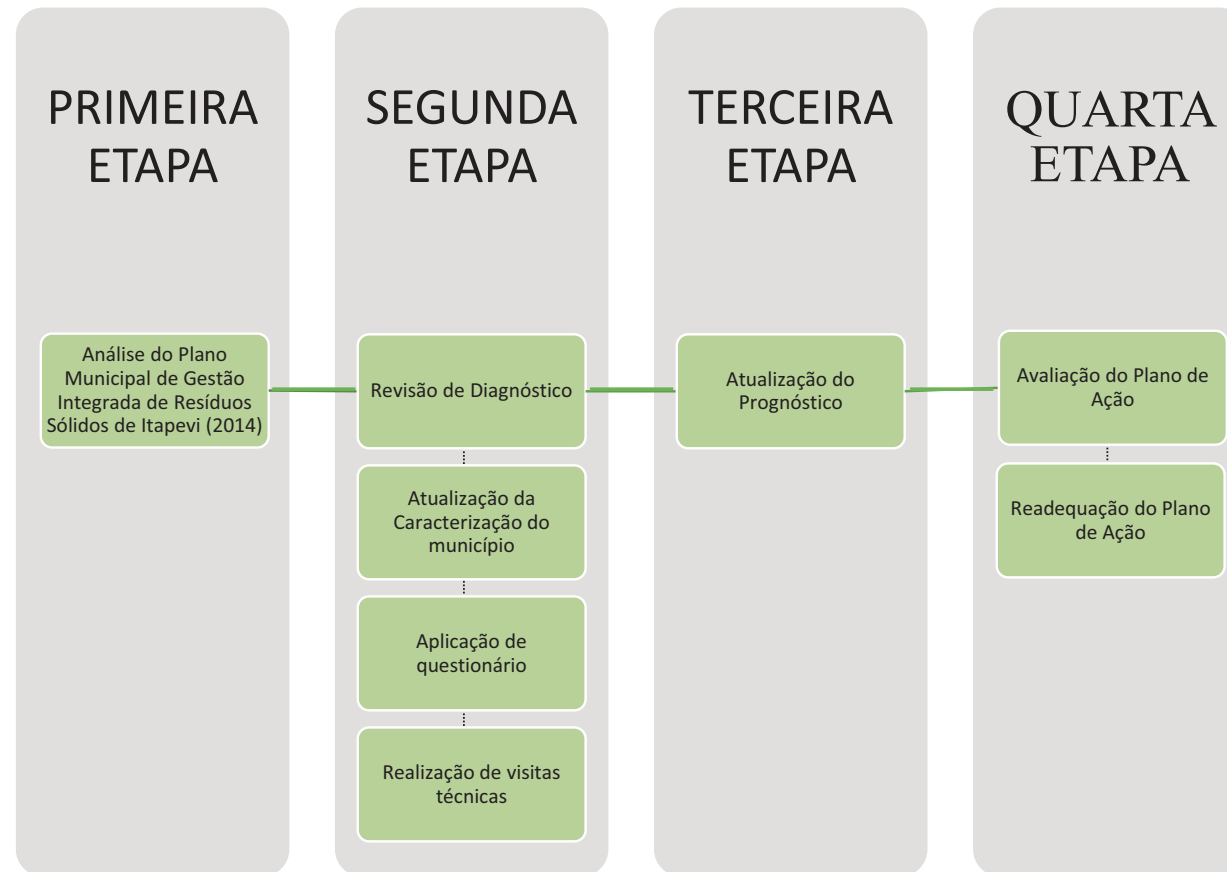 PRIMEIRA
ETAPA
Análise do Plano
Municipal de Gestão
Integrada de Resíduos
Sólidos de Itapevi (2014)
SEGUNDA
ETAPA
Revisão de Diagnóstico
Atualização da
Caracterização do
município
Aplicação de
questionário
Realização de visitas
técnicas
TERCEIRA
ETAPA
Atualização do
Prognóstico
QUARTA
ETAPA
Avaliação do Plano de
Ação
Readequação do Plano
de Ação